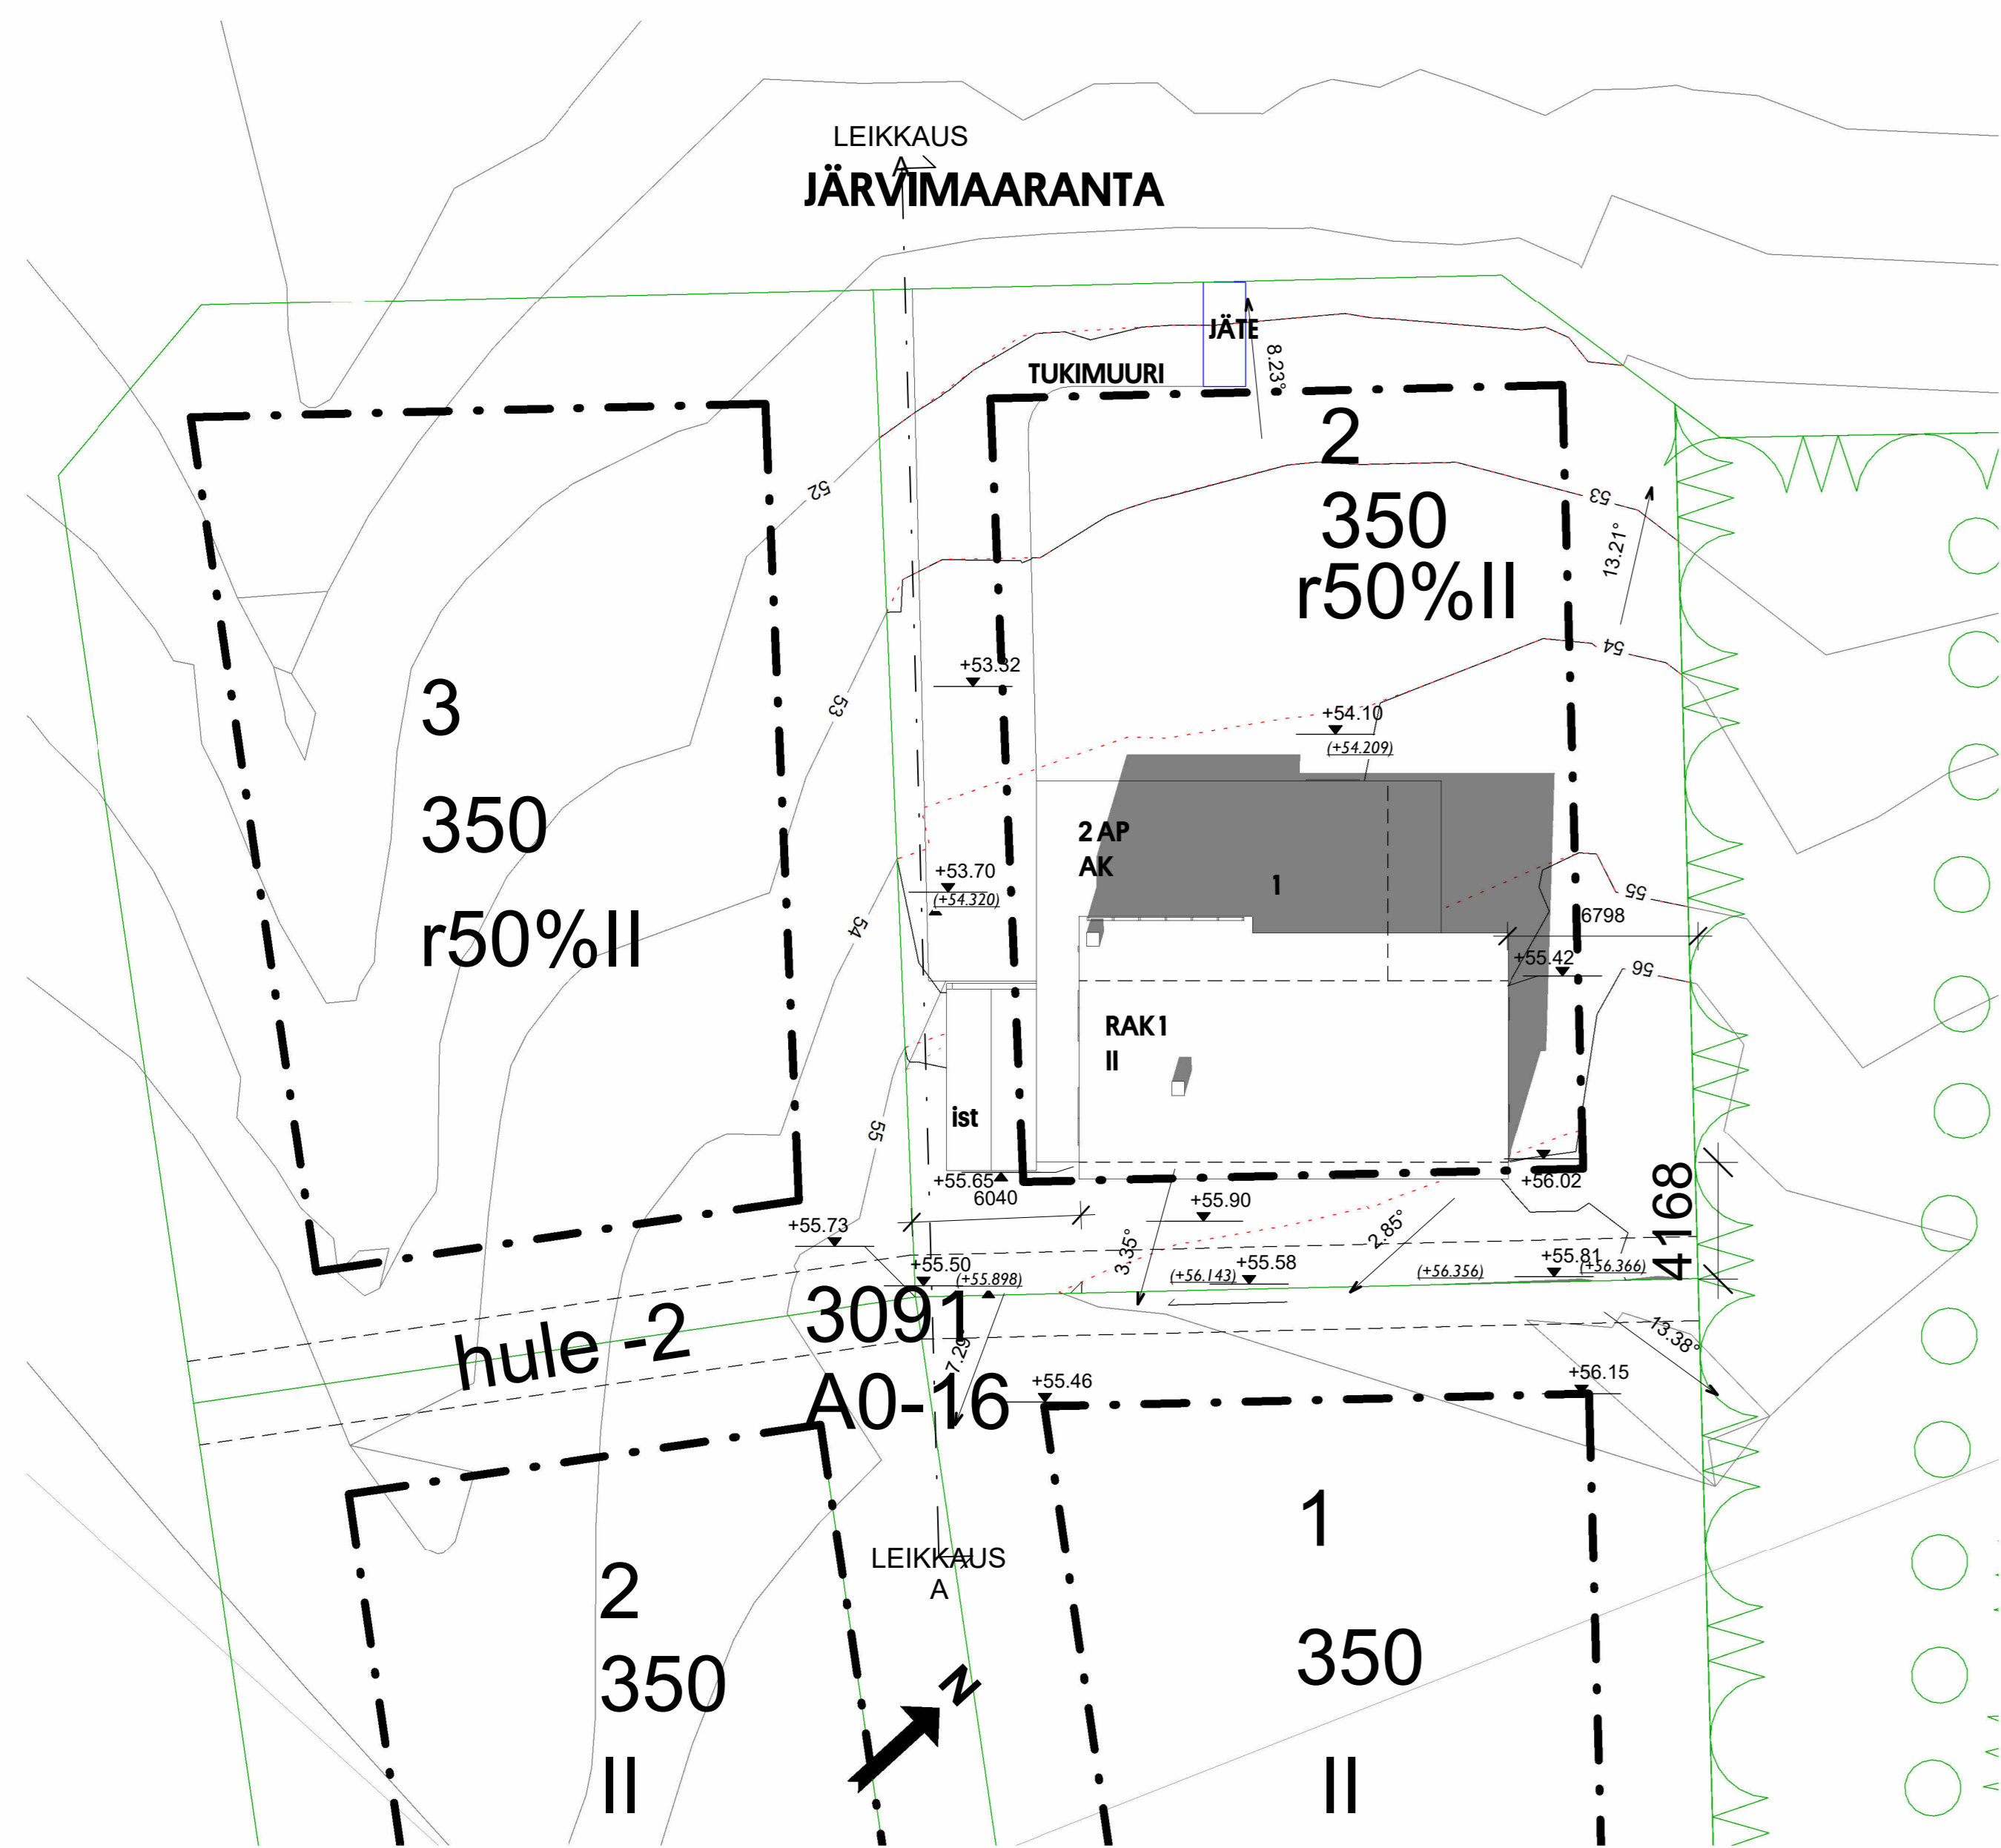 LEIKKAUS
A
JÄRVIMAARANTA
JÄTE
8.23°
TUKIMUURI
2
350
r50%II
52
53
13.21°
54
+53.32
3
350
r50%II
53
+54.10
(+54.209)
2 AP
AK
1
+53.70
(+54.320)
54
55
6798
+55.42
56
RAK1
II
ist
55
+55.65
6040
+56.02
4168
+55.90
+55.73
3.35°
2.85°
+55.50
(+55.898)
(+56.143)
+55.58
(+56.356)
+55.81
(+56.366)
3091
hule -2
7.29°
13.38°
A0-16
+55.46
+56.15
1
350
II
LEIKKAUS
A
2
350
II
N